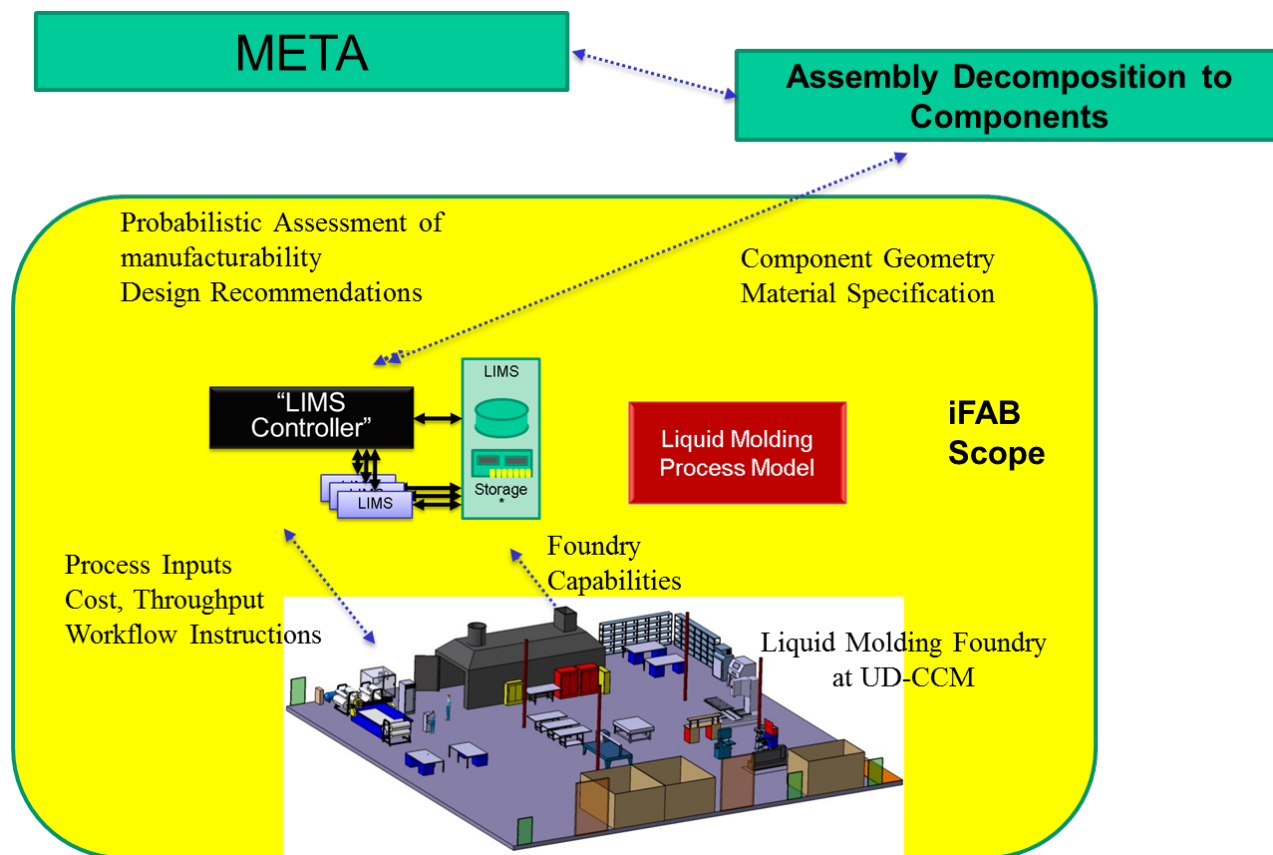 META
Assembly Decomposition to
Components
Probabilistic Assessment of
manufacturability
Design Recommendations
Component Geometry
Material Specification
“LIMS
Controller”
LIMS
Storage
*
LIMS
LIMS
LIMS
Liquid Molding
Process Model
iFAB
Scope
Process Inputs
Cost, Throughput
Workflow Instructions
Foundry
Capabilities
Liquid Molding Foundry
at UD-CCM